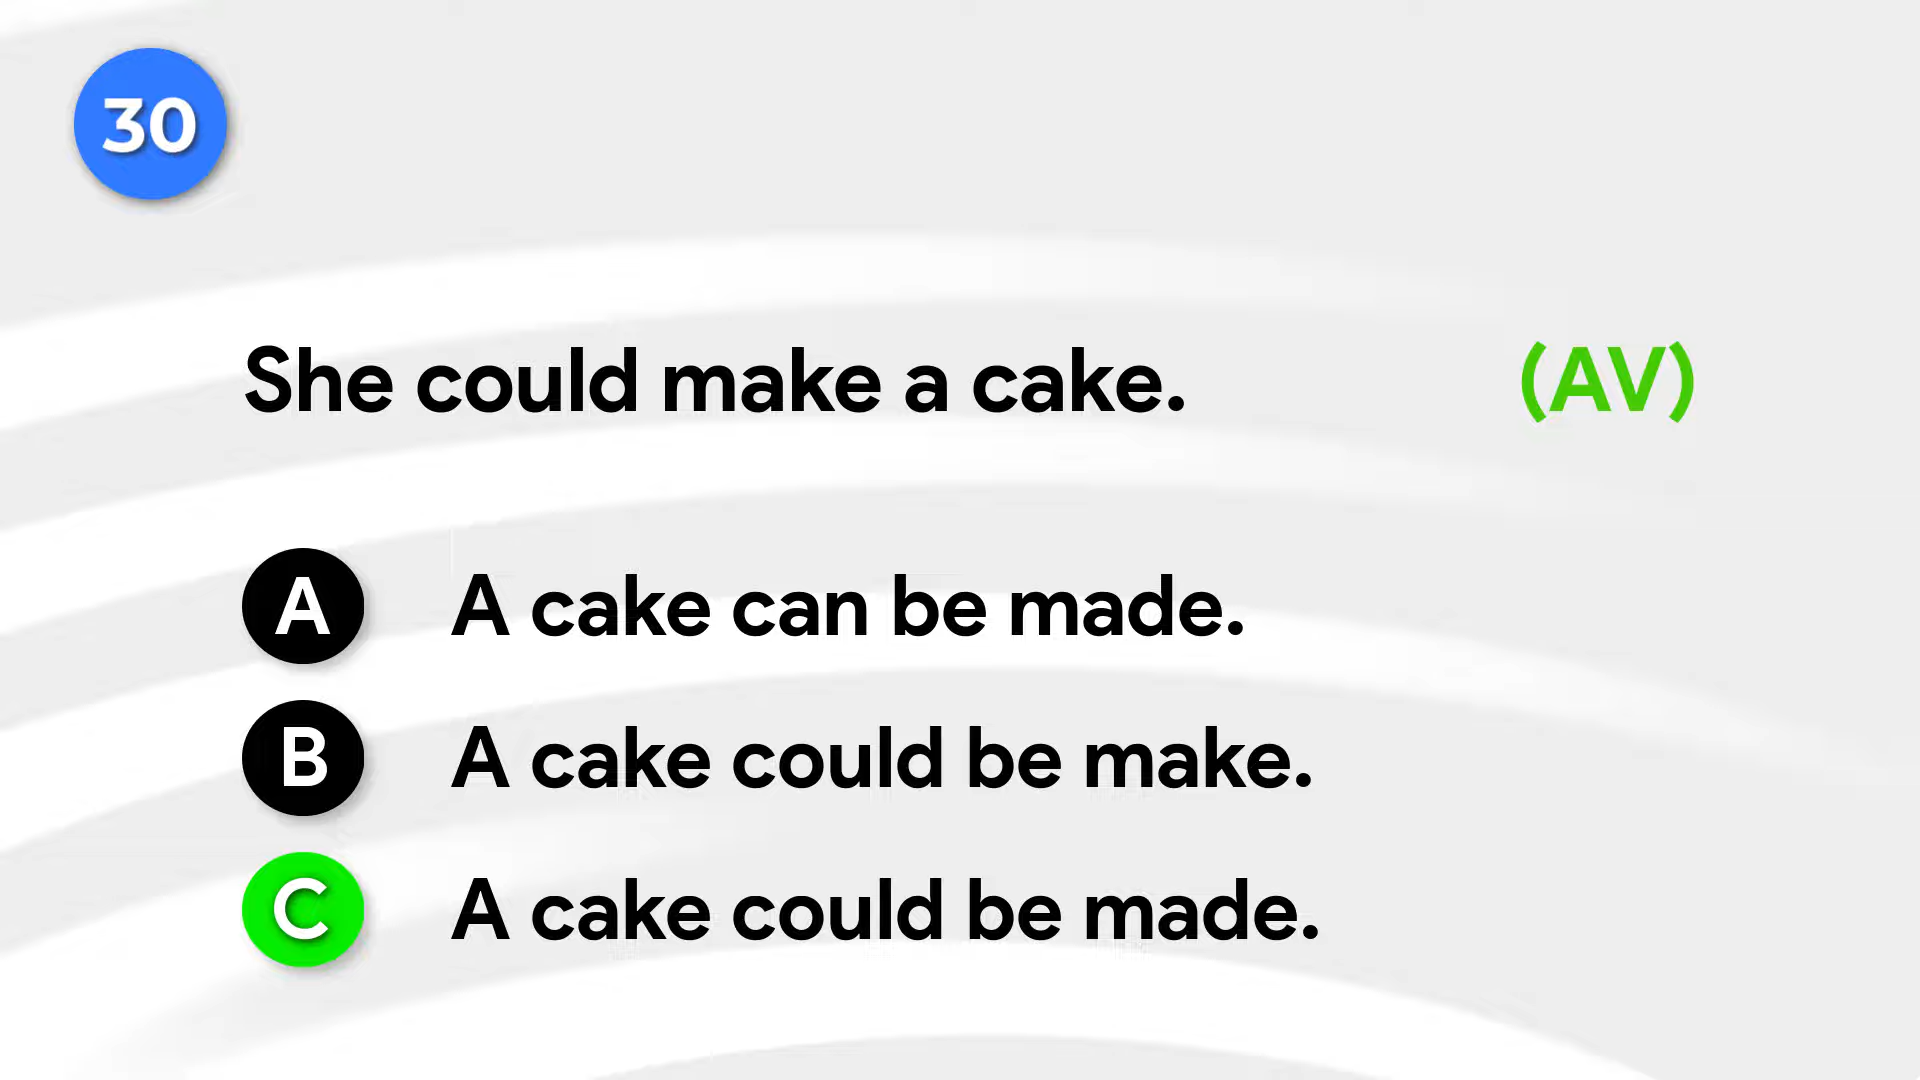 30
She could make a cake. (AV)
A A cake can be made.
B A cake could be make.
C A cake could be made.